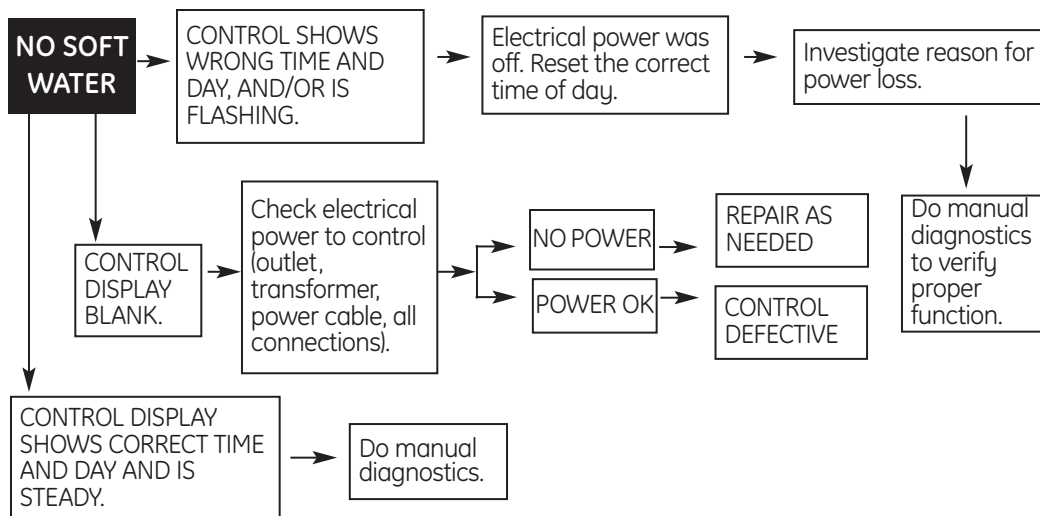 NO SOFT
WATER
CONTROL SHOWS
WRONG TIME AND
DAY, AND/OR IS
FLASHING.
Electrical power was
off. Reset the correct
time of day.
Investigate reason for
power loss.
Do manual
diagnostics
to verify
proper
function.
CONTROL
DISPLAY
BLANK.
Check electrical
power to control
(outlet,
transformer,
power cable, all
connections).
NO POWER
REPAIR AS
NEEDED
POWER OK
CONTROL
DEFECTIVE
CONTROL DISPLAY
SHOWS CORRECT TIME
AND DAY AND IS
STEADY.
Do manual
diagnostics.